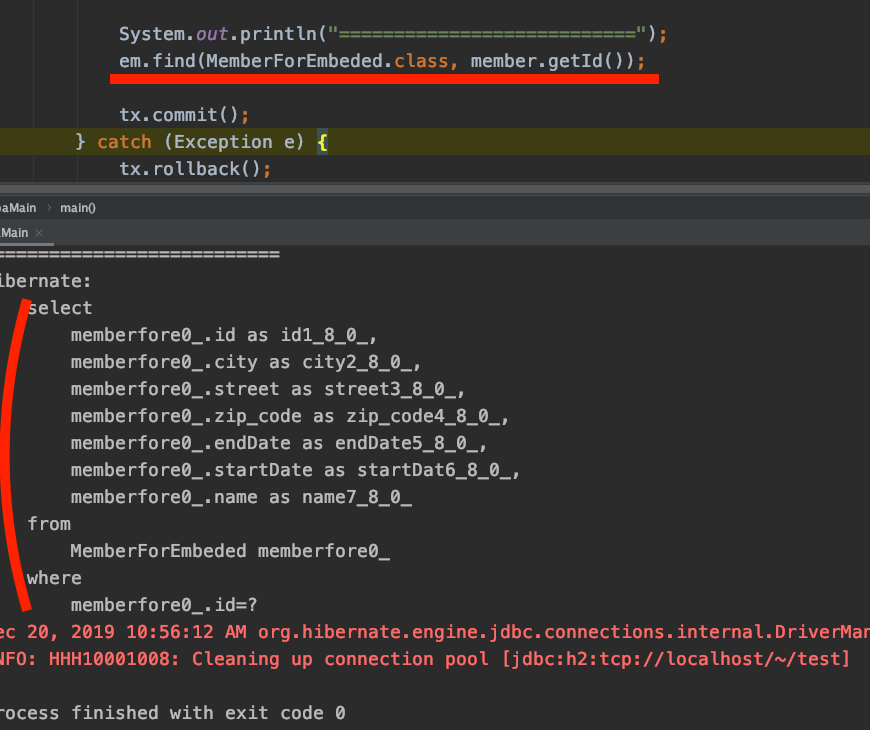 System.out.println("===========================");
em.find(MemberForEmbeded.class, member.getId());
tx.commit();
} catch (Exception e) {
tx.rollback();
aMain › main()
Main ×
==========================
ibernate:
select
memberfore0_.id as id1_8_0_,
memberfore0_.city as city2_8_0_,
memberfore0_.street as street3_8_0_,
memberfore0_.zip_code as zip_code4_8_0_,
memberfore0_.endDate as endDate5_8_0_,
memberfore0_.startDate as startDat6_8_0_,
memberfore0_.name as name7_8_0_
from
MemberForEmbeded memberfore0_
where
memberfore0_.id=?
ec 20, 2019 10:56:12 AM org.hibernate.engine.jdbc.connections.internal.DriverMan
NFO: HHH10001008: Cleaning up connection pool [jdbc:h2:tcp://localhost/~/test]
rocess finished with exit code 0